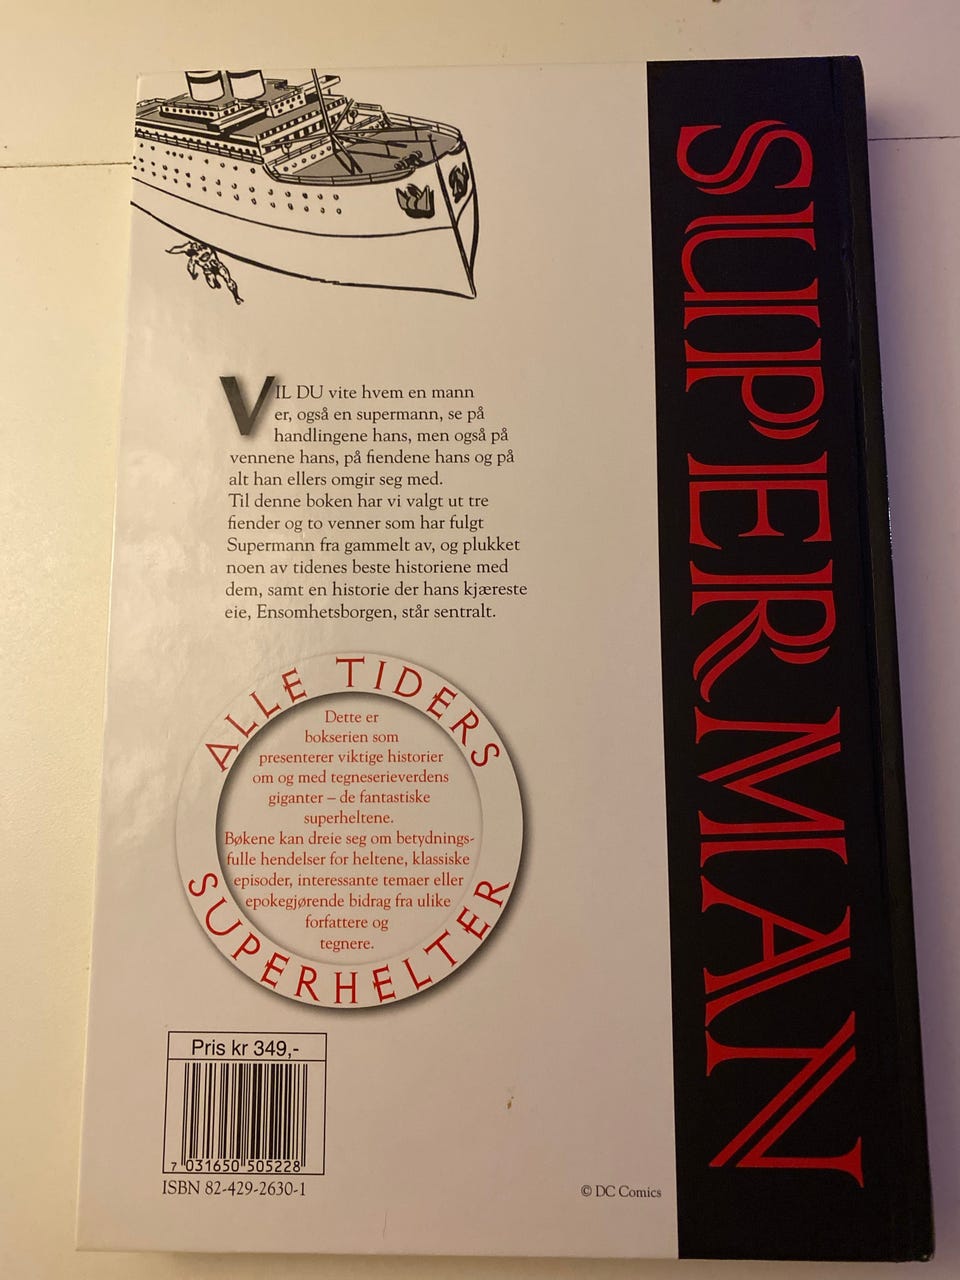 VIL DU vite hvem en mann
er, også en supermann, se på
handlingene hans, men også på
vennene hans, på fiendene hans og på
alt han ellers omgir seg med.
Til denne boken har vi valgt ut tre
fiender og to venner som har fulgt
Supermann fra gammelt av, og plukket
noen av tidenes beste historiene med
dem, samt en historie der hans kjæreste
eie, Ensomhetsborgen, står sentralt.
ALLE TIDERS
Dette er
bokserien som
presenterer viktige historier
om og med tegneserieverdens
giganter – de fantastiske
superheltene.
Bøkene kan dreie seg om betydnings-
fulle hendelser for heltene, klassiske
episoder, interessante temaer eller
epokegjørende bidrag fra ulike
forfattere og
tegnere.
SUPERHELTER
Pris kr 349,-
7 031650 505228
ISBN 82-429-2630-1
© DC Comics
SUPERMAN